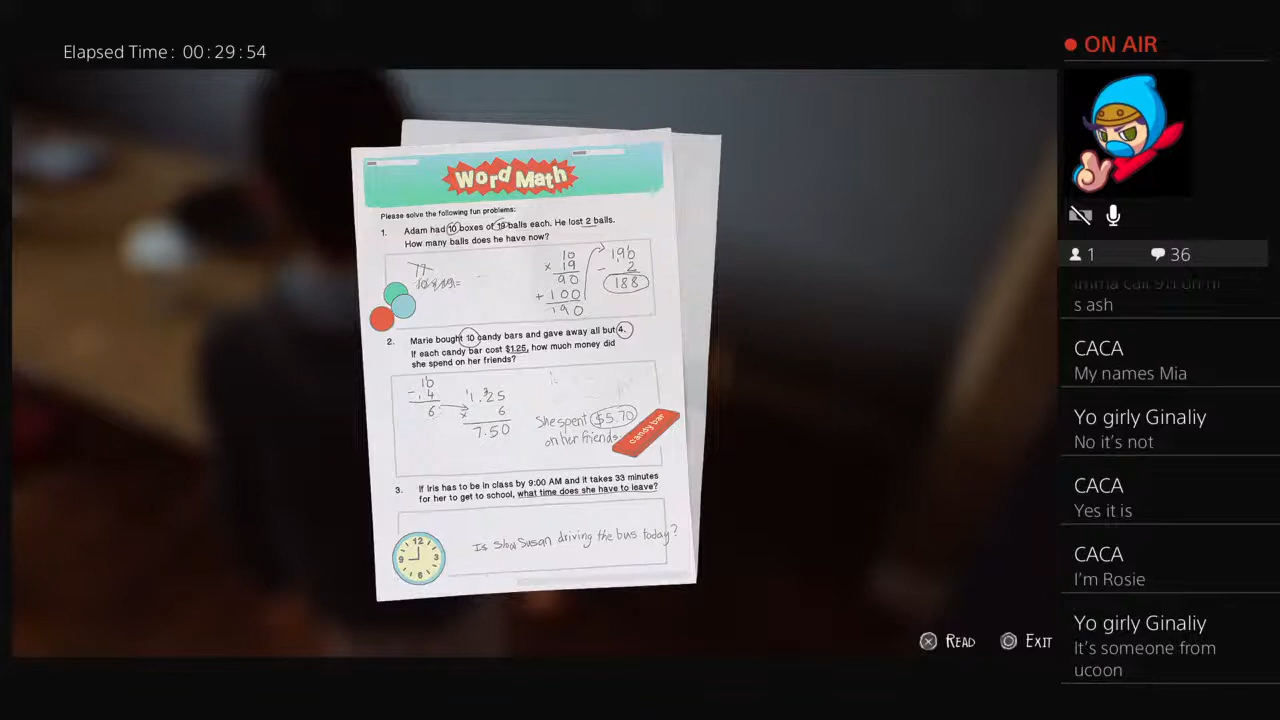 Elapsed Time: 00:29:54
ON AIR
1
36
s ash
CACA
My names Mia
Yo girly Ginaliy
No it's not
CACA
Yes it is
CACA
I'm Rosie
Yo girly Ginaliy
It's someone from
ucoon
Word Math
Please solve the following fun problems:
1. Adam had 10 boxes of 19 balls each. He lost 2 balls.
How many balls does he have now?
10
x 19
90
+ 100
190
190
- 2
188
2. Marie bought 10 candy bars and gave away all but 4.
If each candy bar cost $1.25, how much money did
she spend on her friends?
10
- 4
6
1.25
x 6
7.50
She spent $5.70
on her friends
candy bar
3. If Iris has to be in class by 9:00 AM and it takes 33 minutes
for her to get to school, what time does she have to leave?
12
9 3
6
Is Slow Susan driving the bus today?
READ EXIT